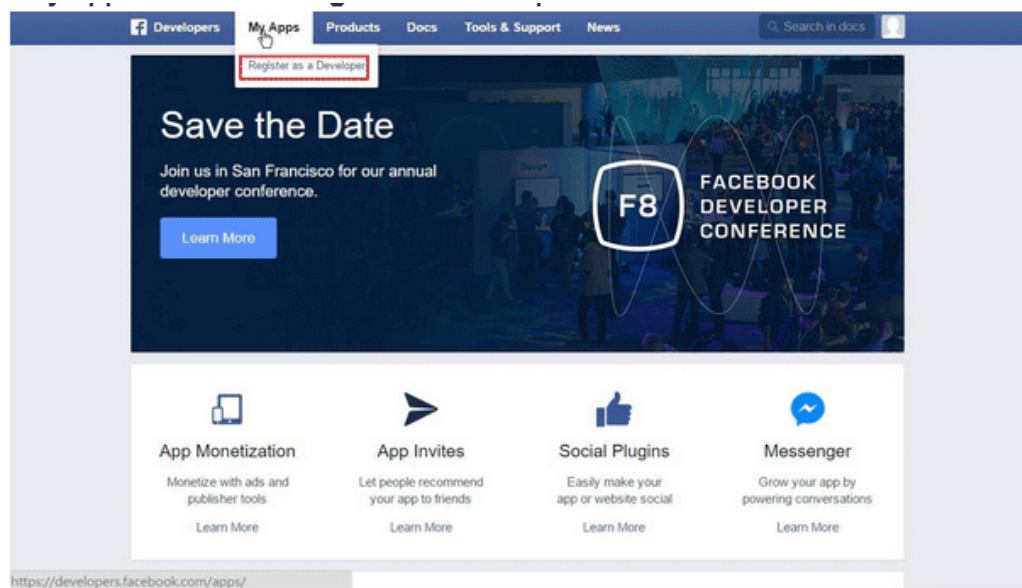 Developers My Apps Products Docs Tools & Support News Search in docs
Register as a Developer
Save the Date
Join us in San Francisco for our annual
developer conference.
Learn More
Design
F8
FACEBOOK
DEVELOPER
CONFERENCE
App Monetization
Monetize with ads and
publisher tools
Learn More
App Invites
Let people recommend
your app to friends
Learn More
Social Plugins
Easily make your
app or website social
Learn More
Messenger
Grow your app by
powering conversations
Learn More
https://developers.facebook.com/apps/